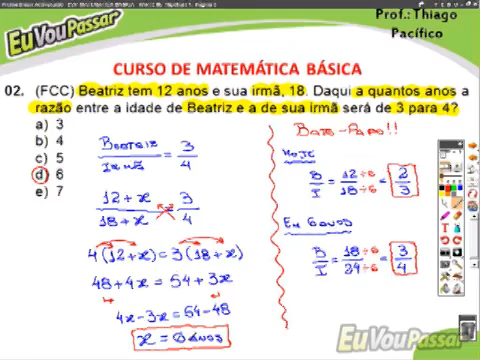 EuVouPassar
Prof.: Thiago
Pacífico
CURSO DE MATEMÁTICA BÁSICA
02. (FCC) Beatriz tem 12 anos e sua irmã, 18. Daqui a quantos anos a
razão entre a idade de Beatriz e a de sua irmã será de 3 para 4?
a) 3
b) 4
c) 5
d) 6
e) 7
BEATRIZ / IRMÃ = 3/4
12 + x / 18 + x = 3/4
4(12 + x) = 3(18 + x)
48 + 4x = 54 + 3x
4x - 3x = 54 - 48
x = 6 ANOS
BATE-PAPO!!
HOJE
B/I = 12÷6 / 18÷6 = 2/3
EM 6 ANOS
B/I = 18÷6 / 24÷6 = 3/4
EuVouPassar